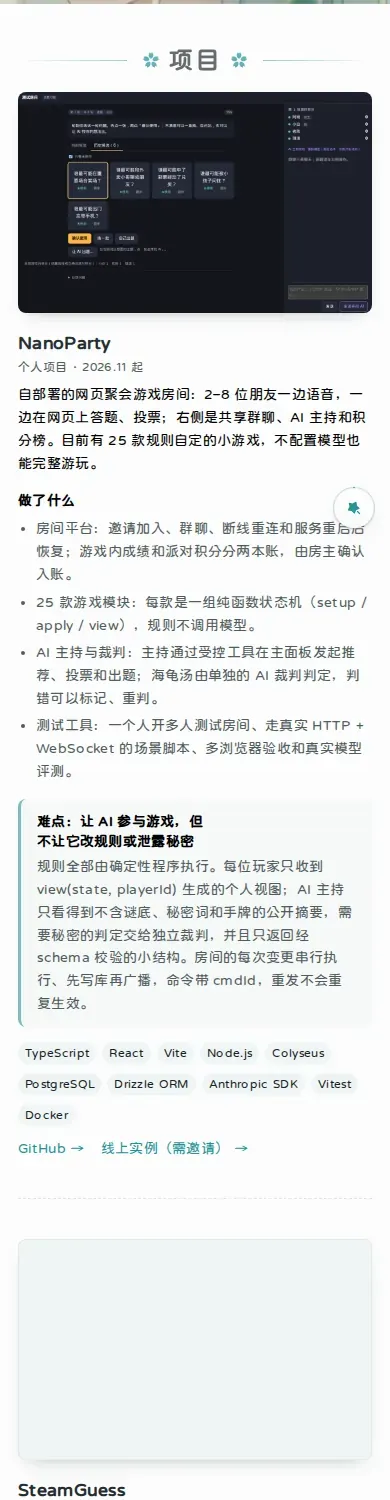 项目
NanoParty
个人项目 · 2026.11 起
自部署的网页聚会游戏房间：2–8 位朋友一边语音，一
边在网页上答题、投票；右侧是共享群聊、AI 主持和积
分榜。目前有 25 款规则自定的小游戏，不配置模型也
能完整游玩。
做了什么
房间平台：邀请加入、群聊、断线重连和服务重启后
恢复；游戏内成绩和派对积分分两本账，由房主确认
入账。
25 款游戏模块：每款是一组纯函数状态机（setup /
apply / view），规则不调用模型。
AI 主持与裁判：主持通过受控工具在主面板发起推
荐、投票和出题；海龟汤由单独的 AI 裁判判定，判
错可以标记、重判。
测试工具：一个人开多人测试房间、走真实 HTTP +
WebSocket 的场景脚本、多浏览器验收和真实模型
评测。
难点：让 AI 参与游戏，但
不让它改规则或泄露秘密
规则全部由确定性程序执行。每位玩家只收到
view(state, playerId) 生成的个人视图；AI 主持
只看得到不含谜底、秘密词和手牌的公开摘要，需
要秘密的判定交给独立裁判，并且只返回经
schema 校验的小结构。房间的每次变更串行执
行、先写库再广播，命令带 cmdId，重发不会重
复生效。
TypeScript React Vite Node.js Colyseus
PostgreSQL Drizzle ORM Anthropic SDK Vitest
Docker
GitHub → 线上实例（需邀请） →
SteamGuess